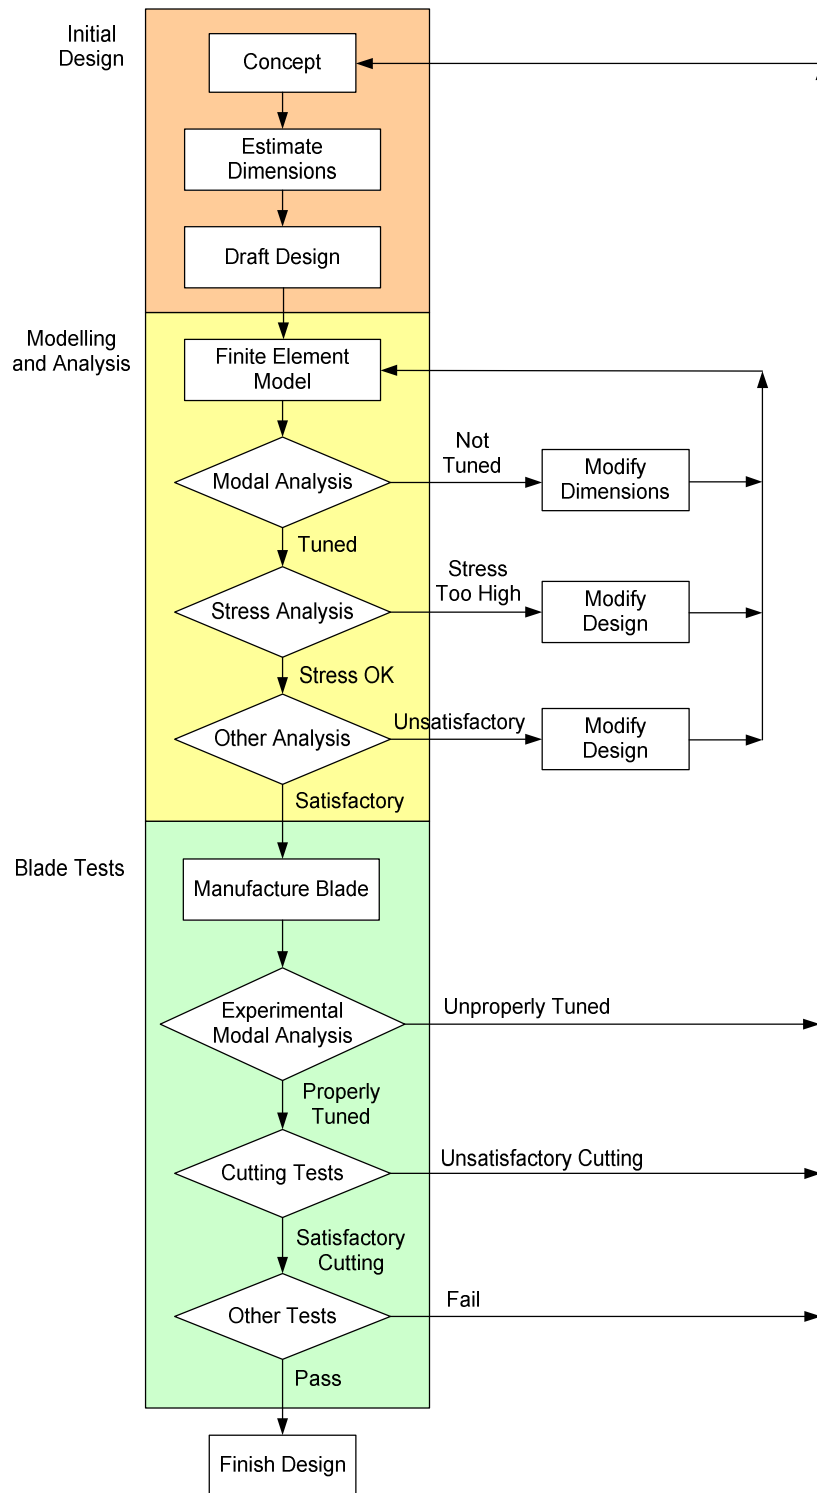 Initial
Design
Concept
Estimate
Dimensions
Draft Design
Modelling
and Analysis
Finite Element
Model
Modal Analysis
Not
Tuned
Modify
Dimensions
Tuned
Stress Analysis
Stress
Too High
Modify
Design
Stress OK
Other Analysis
Unsatisfactory
Modify
Design
Satisfactory
Blade Tests
Manufacture Blade
Experimental
Modal Analysis
Unproperly Tuned
Properly
Tuned
Cutting Tests
Unsatisfactory Cutting
Satisfactory
Cutting
Other Tests
Fail
Pass
Finish Design